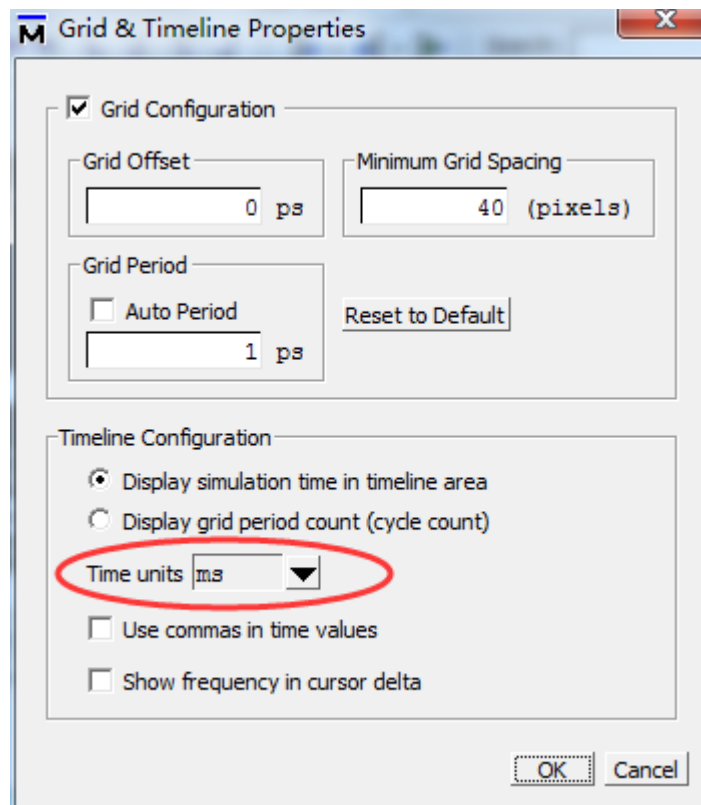 M Grid & Timeline Properties
Grid Configuration
Grid Offset
0 ps
Minimum Grid Spacing
40 (pixels)
Grid Period
Auto Period
1 ps
Reset to Default
Timeline Configuration
Display simulation time in timeline area
Display grid period count (cycle count)
Time units ms
Use commas in time values
Show frequency in cursor delta
OK Cancel